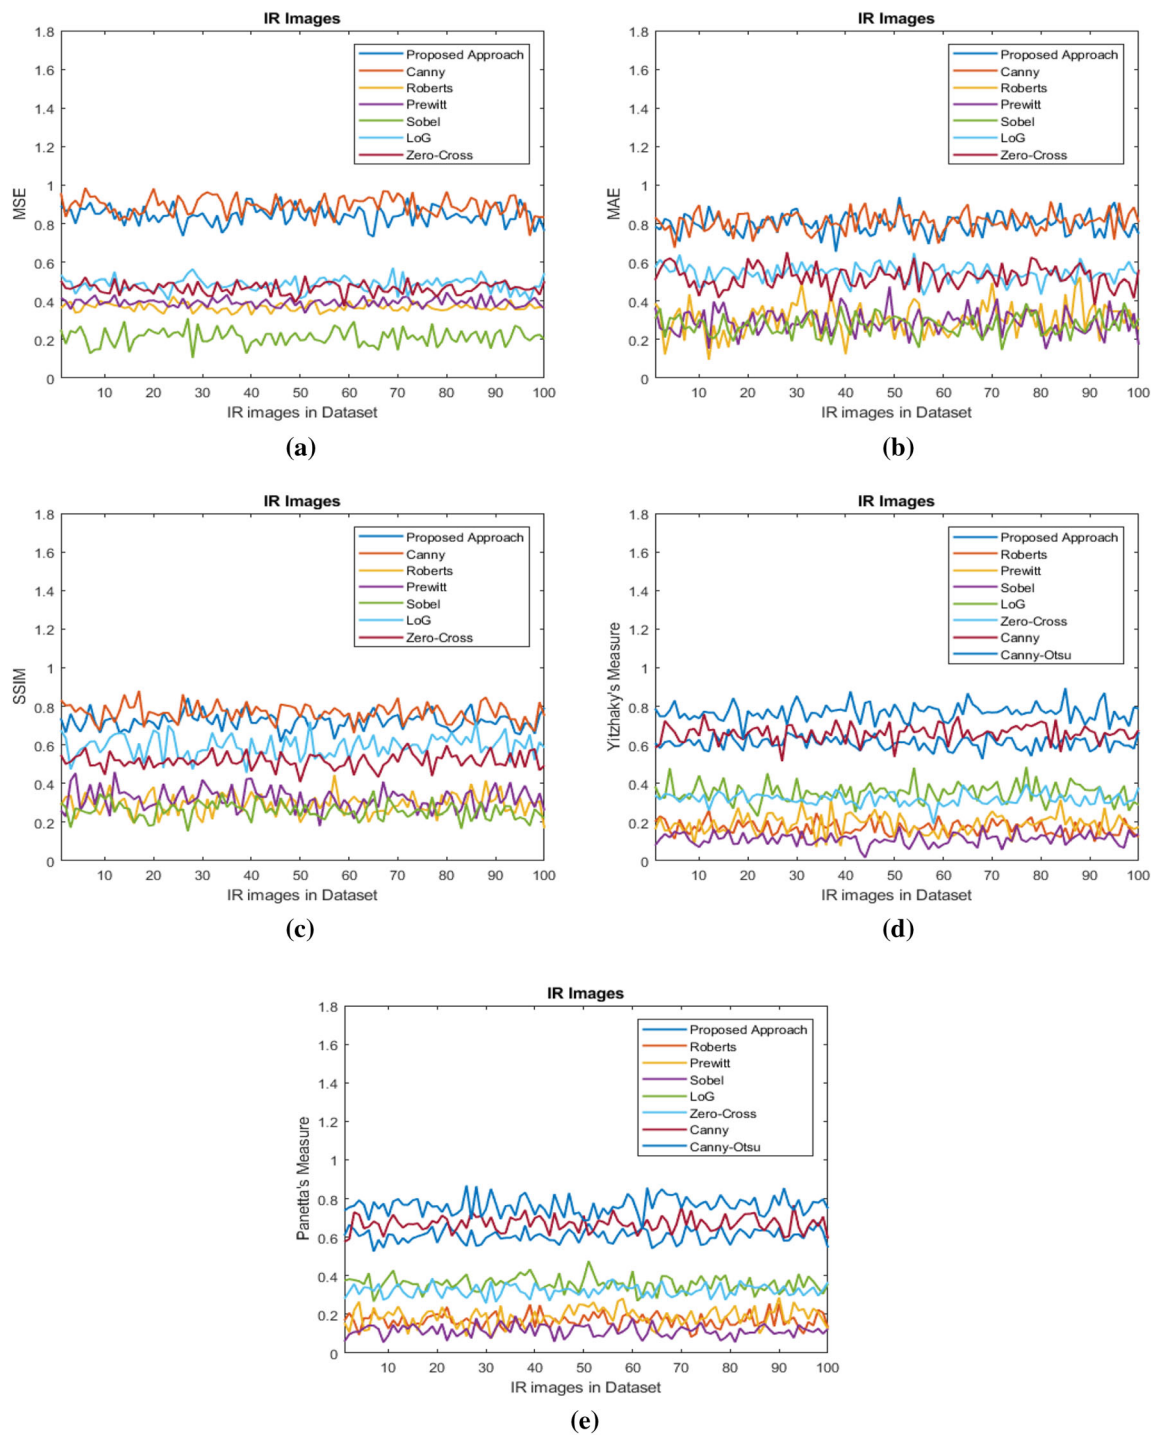 IR Images
1.8
1.6
1.4
1.2
1
0.8
0.6
0.4
0.2
0
MSE
Proposed Approach
Canny
Roberts
Prewitt
Sobel
LoG
Zero-Cross
10 20 30 40 50 60 70 80 90 100
IR images in Dataset
(a)
IR Images
1.8
1.6
1.4
1.2
1
0.8
0.6
0.4
0.2
0
MAE
Proposed Approach
Canny
Roberts
Prewitt
Sobel
LoG
Zero-Cross
10 20 30 40 50 60 70 80 90 100
IR images in Dataset
(b)
IR Images
1.8
1.6
1.4
1.2
1
0.8
0.6
0.4
0.2
0
SSIM
Proposed Approach
Canny
Roberts
Prewitt
Sobel
LoG
Zero-Cross
10 20 30 40 50 60 70 80 90 100
IR images in Dataset
(c)
IR Images
1.8
1.6
1.4
1.2
1
0.8
0.6
0.4
0.2
0
Yitzhaky's Measure
Proposed Approach
Roberts
Prewitt
Sobel
LoG
Zero-Cross
Canny
Canny-Otsu
10 20 30 40 50 60 70 80 90 100
IR images in Dataset
(d)
IR Images
1.8
1.6
1.4
1.2
1
0.8
0.6
0.4
0.2
0
Panetta's Measure
Proposed Approach
Roberts
Prewitt
Sobel
LoG
Zero-Cross
Canny
Canny-Otsu
10 20 30 40 50 60 70 80 90 100
IR images in Dataset
(e)